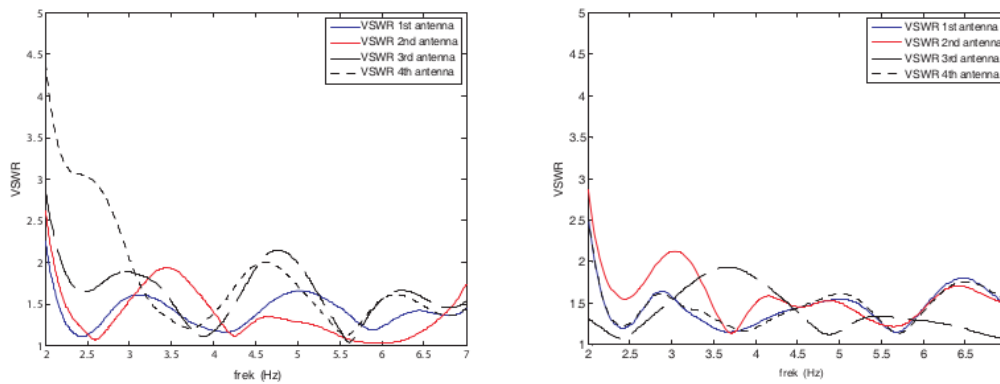 VSWR 1st antenna
VSWR 2nd antenna
VSWR 3rd antenna
VSWR 4th antenna
5
4.5
4
3.5
3
2.5
2
1.5
1
VSWR
2 2.5 3 3.5 4 4.5 5 5.5 6 6.5 7
frek (Hz)
VSWR 1st antenna
VSWR 2nd antenna
VSWR 3rd antenna
VSWR 4th antenna
5
4.5
4
3.5
3
2.5
2
1.5
1
VSWR
2 2.5 3 3.5 4 4.5 5 5.5 6 6.5 7
frek (Hz)